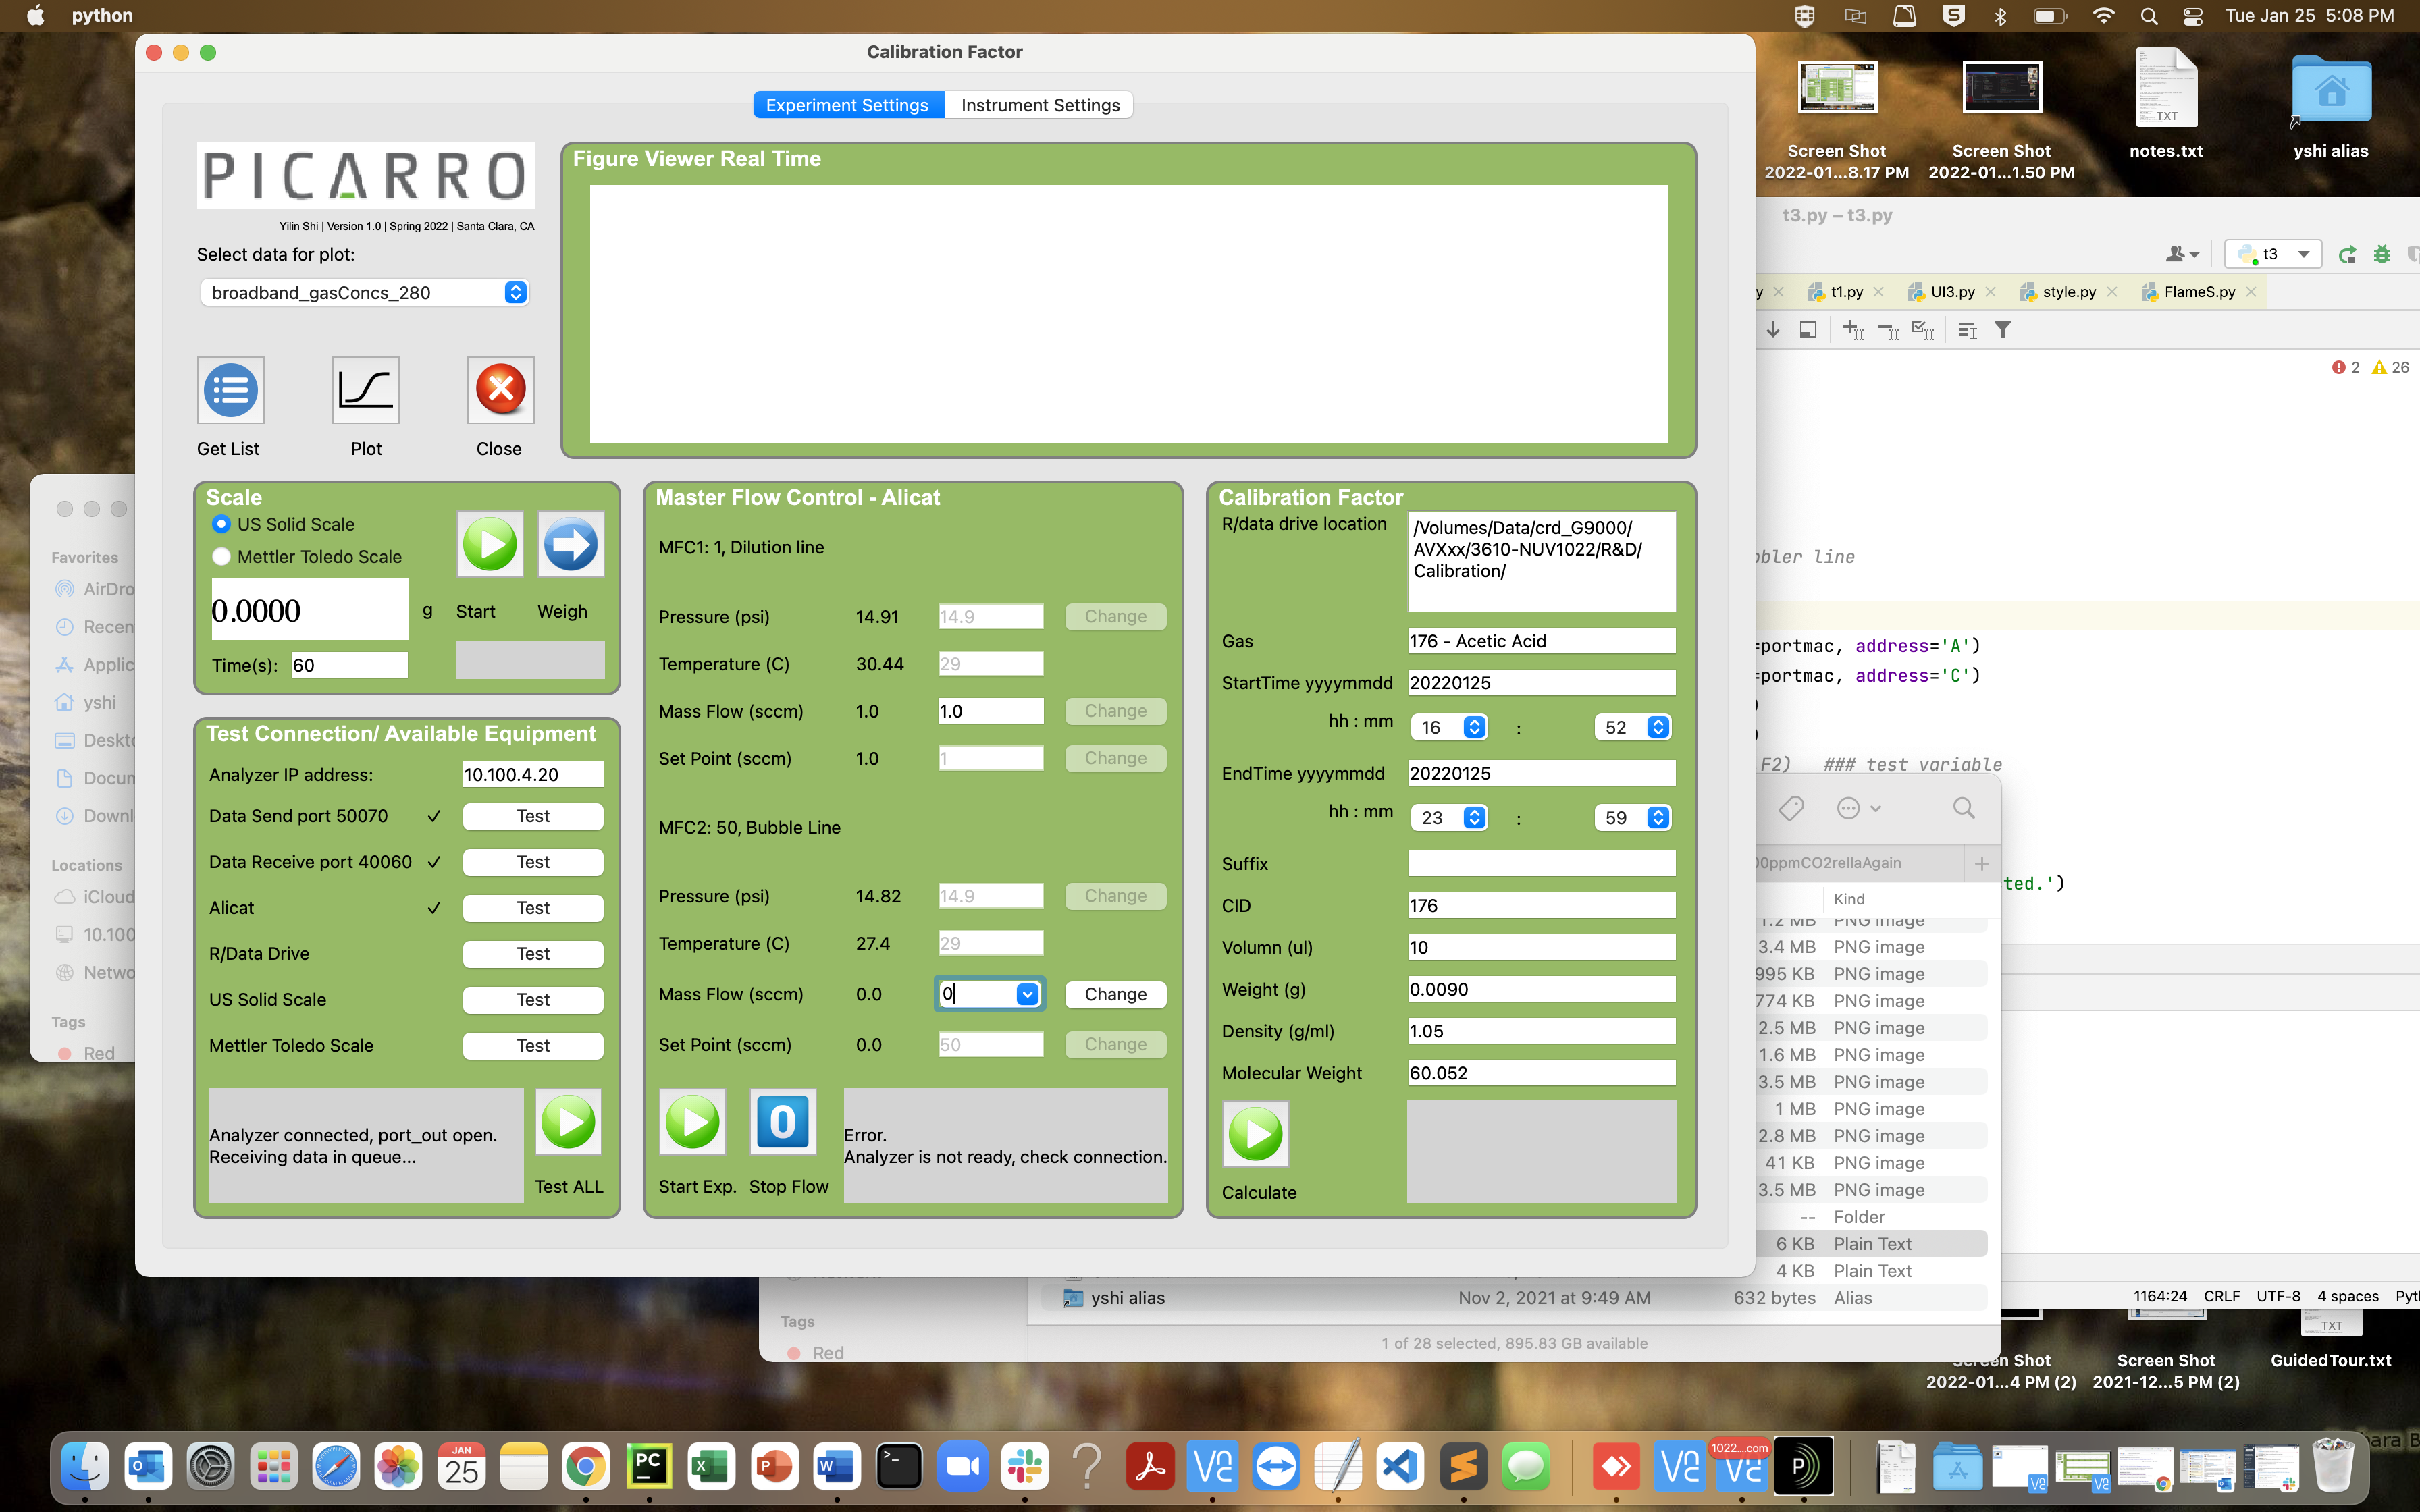 python
Tue Jan 25 5:08 PM
Calibration Factor
Experiment Settings
Instrument Settings
PICARRO
Yilin Shi | Version 1.0 | Spring 2022 | Santa Clara, CA
Select data for plot:
broadband_gasConcs_280
Get List
Plot
Close
Figure Viewer Real Time
Scale
US Solid Scale
Mettler Toledo Scale
0.0000
g
Start
Weigh
Time(s):
60
Test Connection/ Available Equipment
Analyzer IP address:
10.100.4.20
Data Send port 50070 ✓ Test
Data Receive port 40060 ✓ Test
Alicat ✓ Test
R/Data Drive Test
US Solid Scale Test
Mettler Toledo Scale Test
Analyzer connected, port_out open.
Receiving data in queue...
Test ALL
Master Flow Control - Alicat
MFC1: 1, Dilution line
Pressure (psi) 14.91 14.9 Change
Temperature (C) 30.44 29
Mass Flow (sccm) 1.0 1.0 Change
Set Point (sccm) 1.0 1 Change
MFC2: 50, Bubble Line
Pressure (psi) 14.82 14.9 Change
Temperature (C) 27.4 29
Mass Flow (sccm) 0.0 0 Change
Set Point (sccm) 0.0 50 Change
Start Exp.
0
Stop Flow
Error.
Analyzer is not ready, check connection.
Calibration Factor
R/data drive location
/Volumes/Data/crd_G9000/
AVXxx/3610-NUV1022/R&D/
Calibration/
Gas 176 - Acetic Acid
StartTime yyyymmdd 20220125
hh : mm 16 : 52
EndTime yyyymmdd 20220125
hh : mm 23 : 59
Suffix
CID 176
Volumn (ul) 10
Weight (g) 0.0090
Density (g/ml) 1.05
Molecular Weight 60.052
Calculate
Screen Shot
2022-01...8.17 PM
Screen Shot
2022-01...1.50 PM
TXT
notes.txt
yshi alias
t3.py – t3.py
t3
y
t1.py
UI3.py
style.py
FlameS.py
2
26
bler line
=portmac, address='A')
=portmac, address='C')
)
)
F2) ### test variable
ted.')
1164:24 CRLF UTF-8 4 spaces
00ppmCO2rellaAgain
Kind
1.2 MB PNG image
3.4 MB PNG image
995 KB PNG image
774 KB PNG image
2.5 MB PNG image
1.6 MB PNG image
3.5 MB PNG image
1 MB PNG image
2.8 MB PNG image
41 KB PNG image
3.5 MB PNG image
-- Folder
6 KB Plain Text
4 KB Plain Text
yshi alias Nov 2, 2021 at 9:49 AM 632 bytes Alias
1 of 28 selected, 895.83 GB available
Tags
Red
Favorites
AirDro
Recen
Applic
yshi
Deskto
Docum
Downl
Locations
iCloud
10.100
Netwo
Tags
Red
Screen Shot
2022-01...4 PM (2)
Screen Shot
2021-12...5 PM (2)
TXT
GuidedTour.txt
JAN
25
PC
1022....com